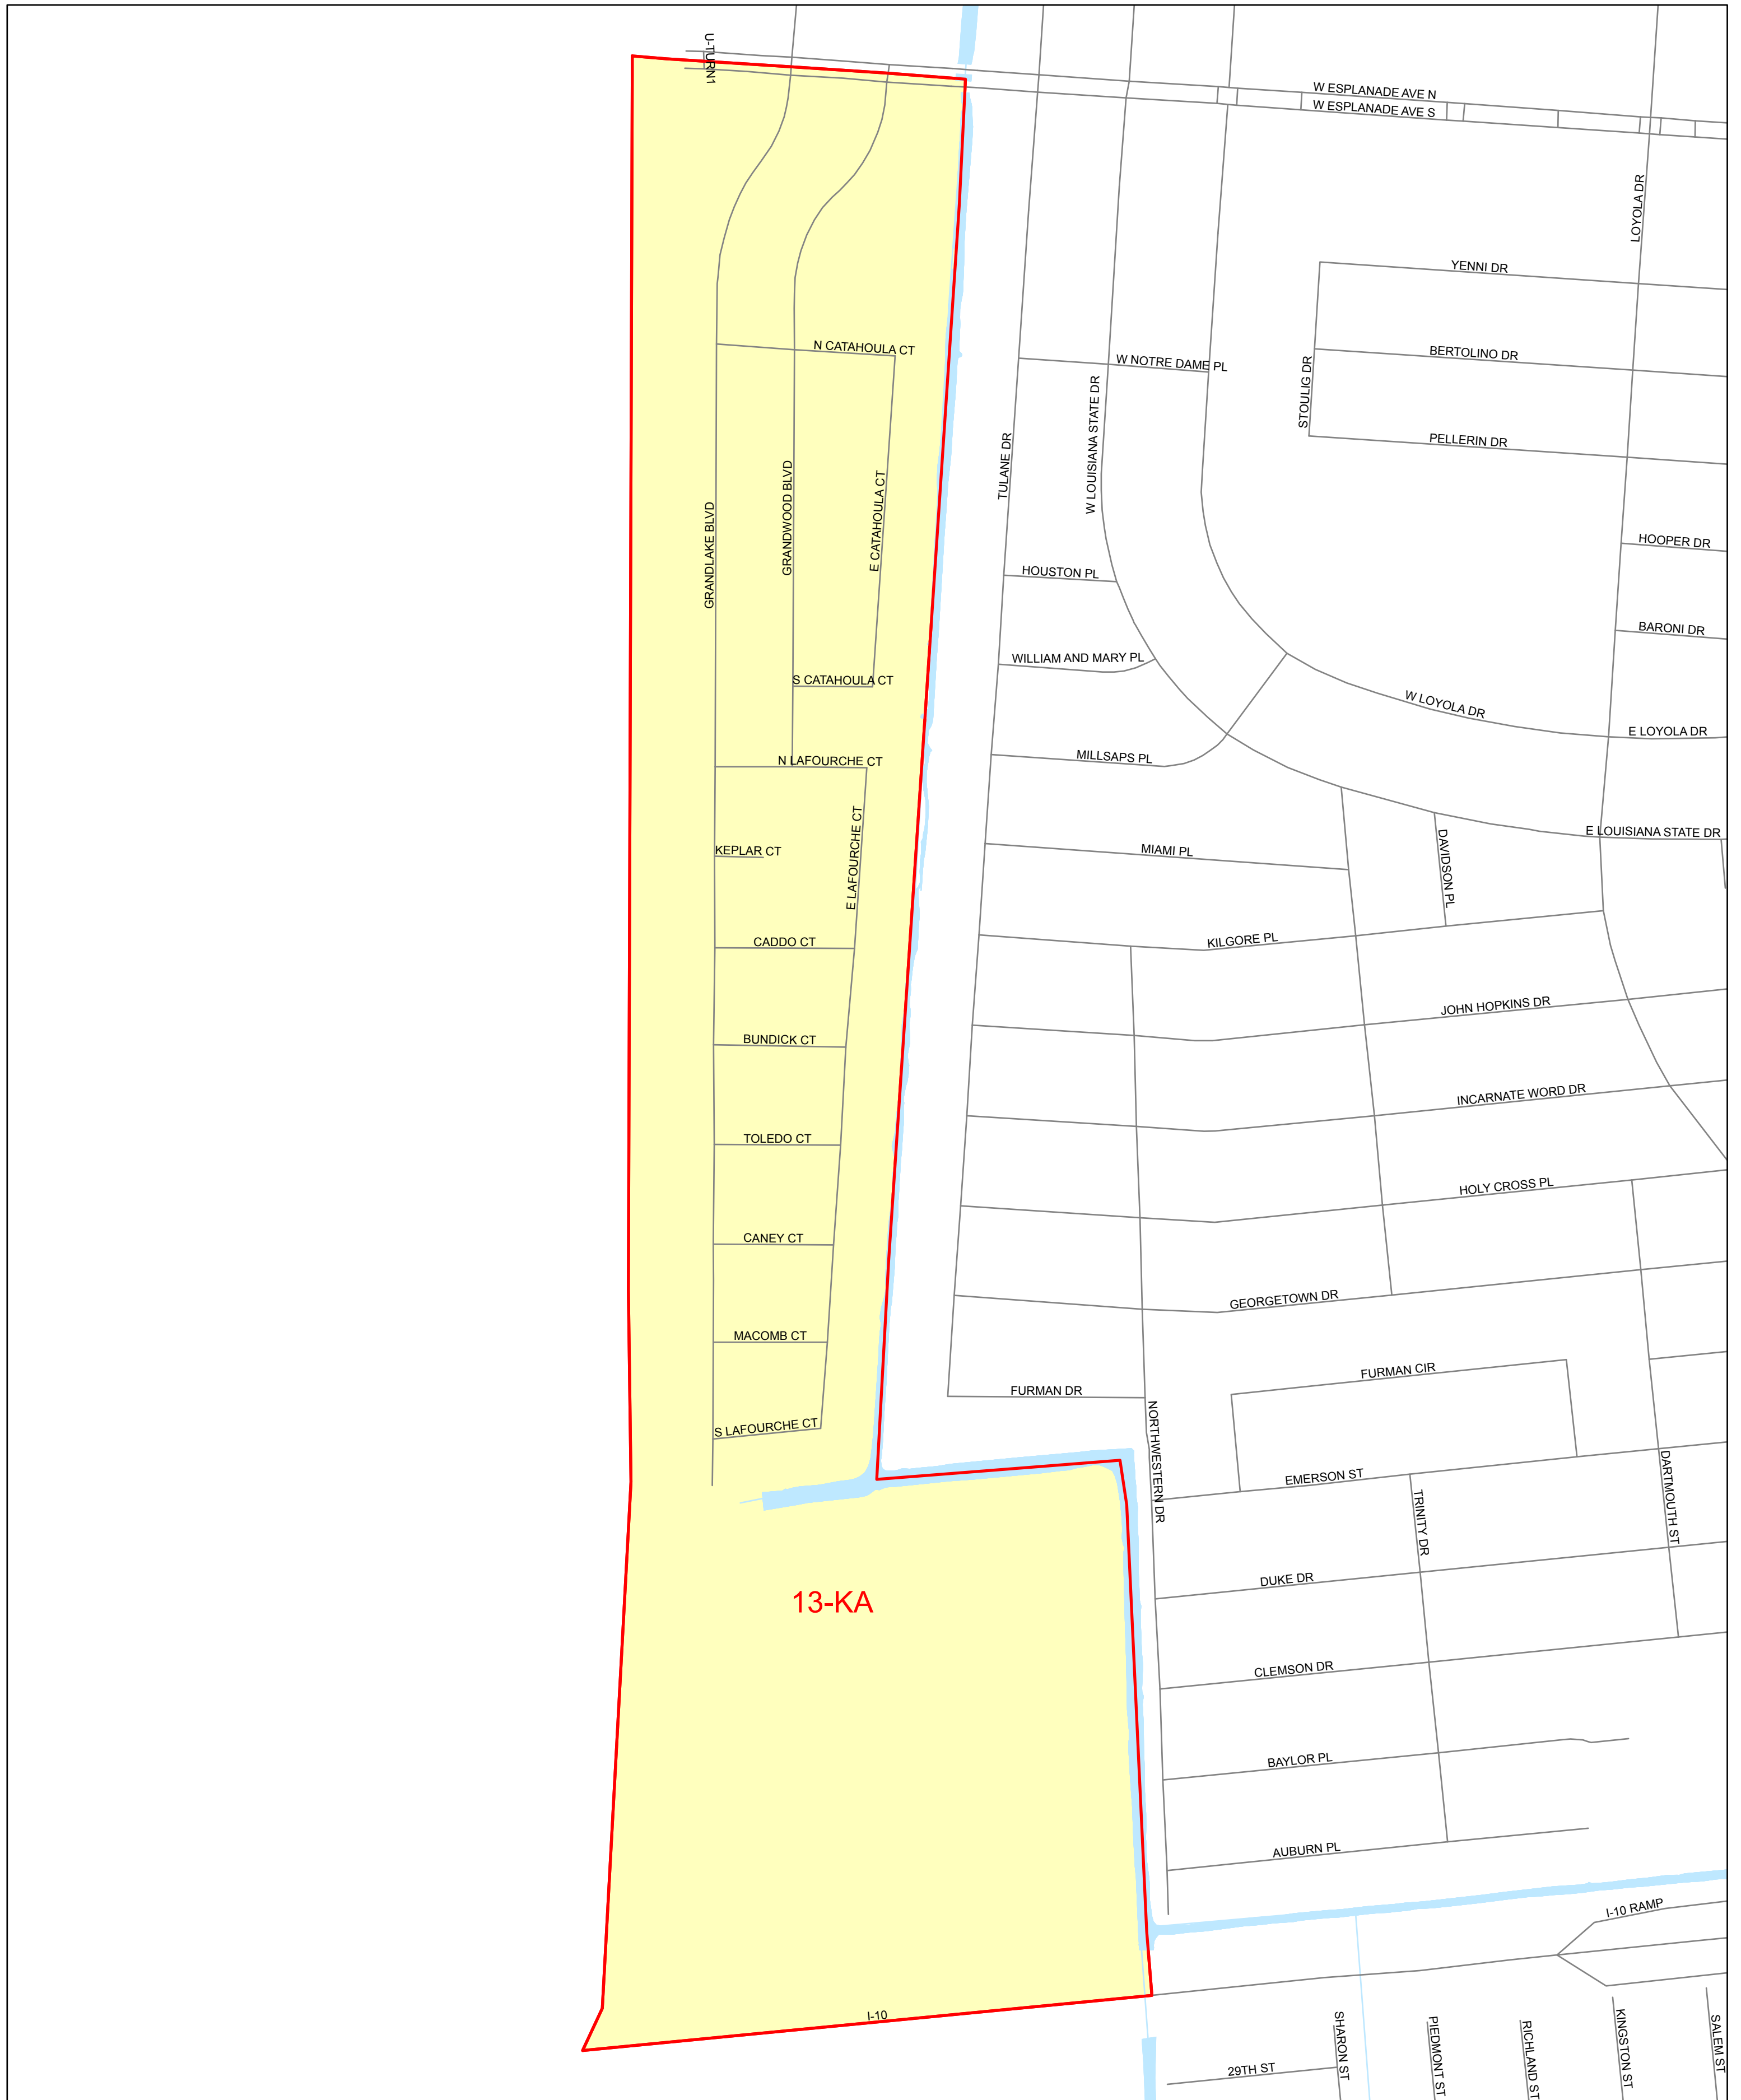 U-TURN1
W ESPLANADE AVE N
W ESPLANADE AVE S
LOYOLA DR
YENNI DR
N CATAHOULA CT
W NOTRE DAME PL
BERTOLINO DR
STOULIG DR
W LOUISIANA STATE DR
TULANE DR
PELLERIN DR
GRANDLAKE BLVD
GRANDWOOD BLVD
E CATAHOULA CT
HOOPER DR
HOUSTON PL
BARONI DR
WILLIAM AND MARY PL
S CATAHOULA CT
W LOYOLA DR
E LOYOLA DR
N LAFOURCHE CT
MILLSAPS PL
E LOUISIANA STATE DR
KEPLAR CT
E LAFOURCHE CT
MIAMI PL
DAVIDSON PL
CADDO CT
KILGORE PL
JOHN HOPKINS DR
BUNDICK CT
INCARNATE WORD DR
TOLEDO CT
HOLY CROSS PL
CANEY CT
GEORGETOWN DR
MACOMB CT
FURMAN CIR
FURMAN DR
S LAFOURCHE CT
NORTHWESTERN DR
EMERSON ST
TRINITY DR
DARTMOUTH ST
DUKE DR
13-KA
CLEMSON DR
BAYLOR PL
AUBURN PL
I-10 RAMP
I-10
SHARON ST
PIEDMONT ST
RICHLAND ST
KINGSTON ST
SALEM ST
29TH ST